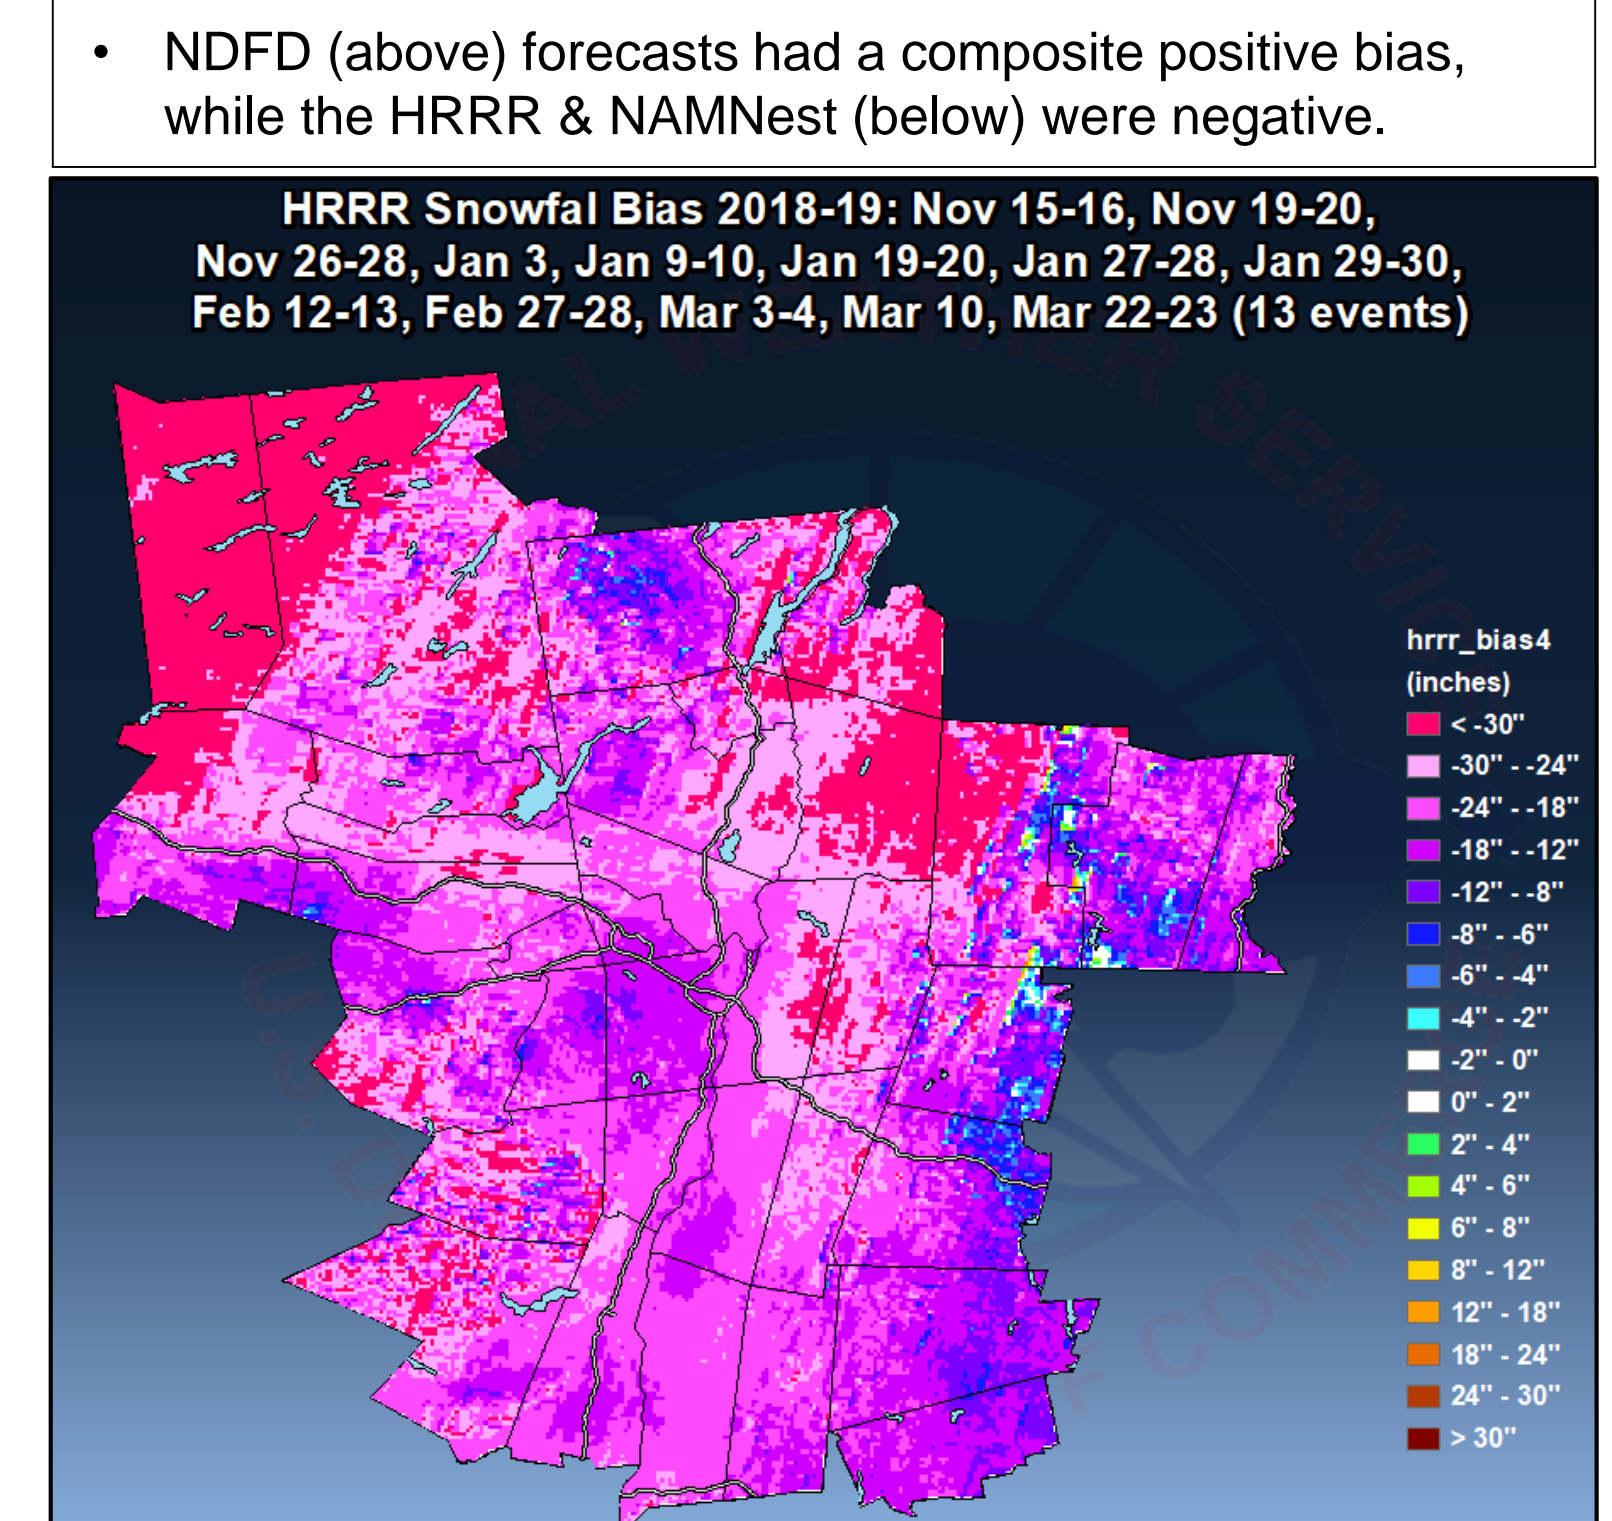 • NDFD (above) forecasts had a composite positive bias,
while the HRRR & NAMNest (below) were negative.
HRRR Snowfal Bias 2018-19: Nov 15-16, Nov 19-20,
Nov 26-28, Jan 3, Jan 9-10, Jan 19-20, Jan 27-28, Jan 29-30,
Feb 12-13, Feb 27-28, Mar 3-4, Mar 10, Mar 22-23 (13 events)
hrrr_bias4
(inches)
< -30"
-30" - -24"
-24" - -18"
-18" - -12"
-12" - -8"
-8" - -6"
-6" - -4"
-4" - -2"
-2" - 0"
0" - 2"
2" - 4"
4" - 6"
6" - 8"
8" - 12"
12" - 18"
18" - 24"
24" - 30"
> 30"
WEATHER SERVICE
U.S.
OF COMMERCE